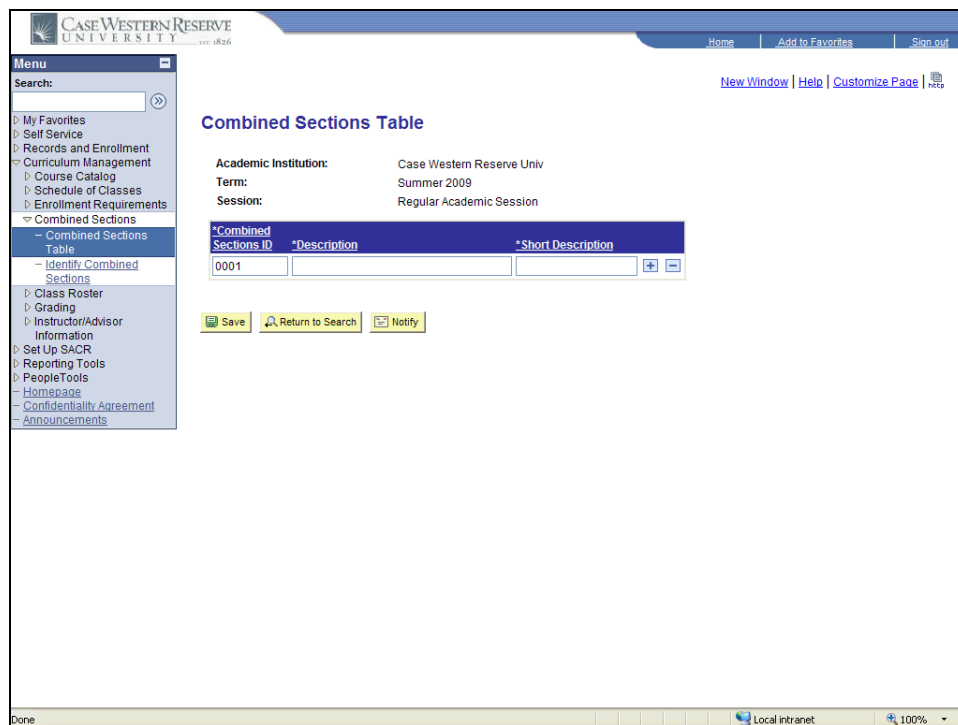 CASE WESTERN RESERVE
UNIVERSITY EST. 1826
Home
Add to Favorites
Sign out
Menu
Search:
New Window | Help | Customize Page | http
My Favorites
Self Service
Records and Enrollment
Curriculum Management
Course Catalog
Schedule of Classes
Enrollment Requirements
Combined Sections
– Combined Sections
Table
– Identify Combined
Sections
Class Roster
Grading
Instructor/Advisor
Information
Set Up SACR
Reporting Tools
PeopleTools
– Homepage
– Confidentiality Agreement
– Announcements
Combined Sections Table
Academic Institution: Case Western Reserve Univ
Term: Summer 2009
Session: Regular Academic Session
*Combined
Sections ID *Description *Short Description
0001
Save Return to Search Notify
Done Local intranet 100%